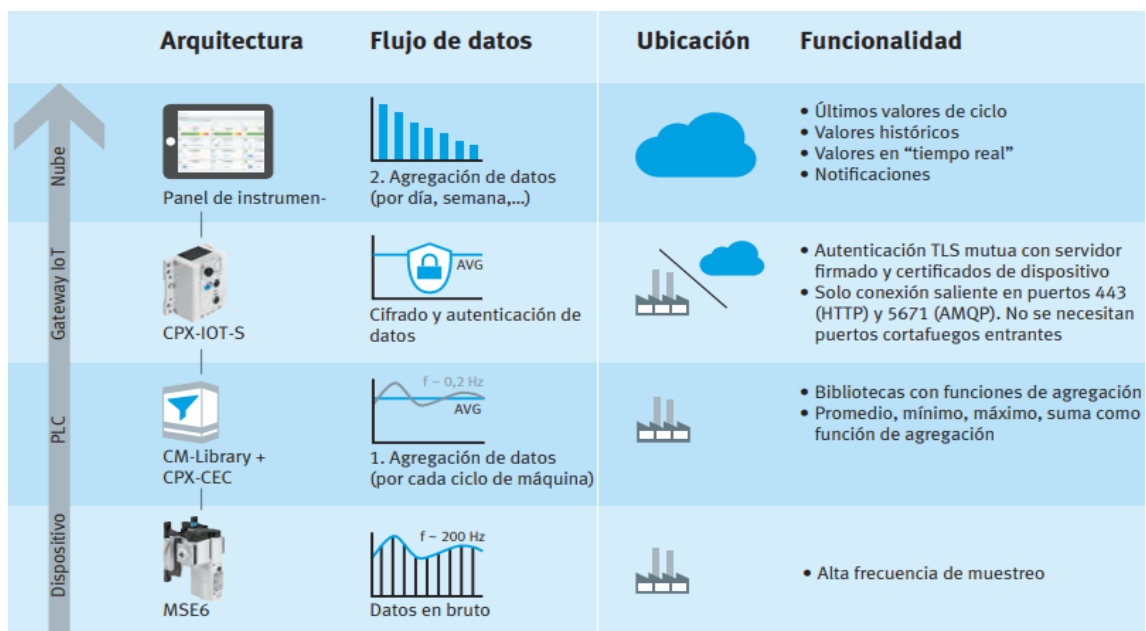 Arquitectura
Flujo de datos
Ubicación
Funcionalidad
Nube
Panel de instrumen-
2. Agregación de datos
(por día, semana,...)
• Últimos valores de ciclo
• Valores históricos
• Valores en “tiempo real”
• Notificaciones
Gateway IoT
CPX-IOT-S
AVG
Cifrado y autenticación de
datos
• Autenticación TLS mutua con servidor
firmado y certificados de dispositivo
• Solo conexión saliente en puertos 443
(HTTP) y 5671 (AMQP). No se necesitan
puertos cortafuegos entrantes
PLC
CM-Library +
CPX-CEC
f ~ 0,2 Hz
AVG
1. Agregación de datos
(por cada ciclo de máquina)
• Bibliotecas con funciones de agregación
• Promedio, mínimo, máximo, suma como
función de agregación
Dispositivo
MSE6
f ~ 200 Hz
Datos en bruto
• Alta frecuencia de muestreo